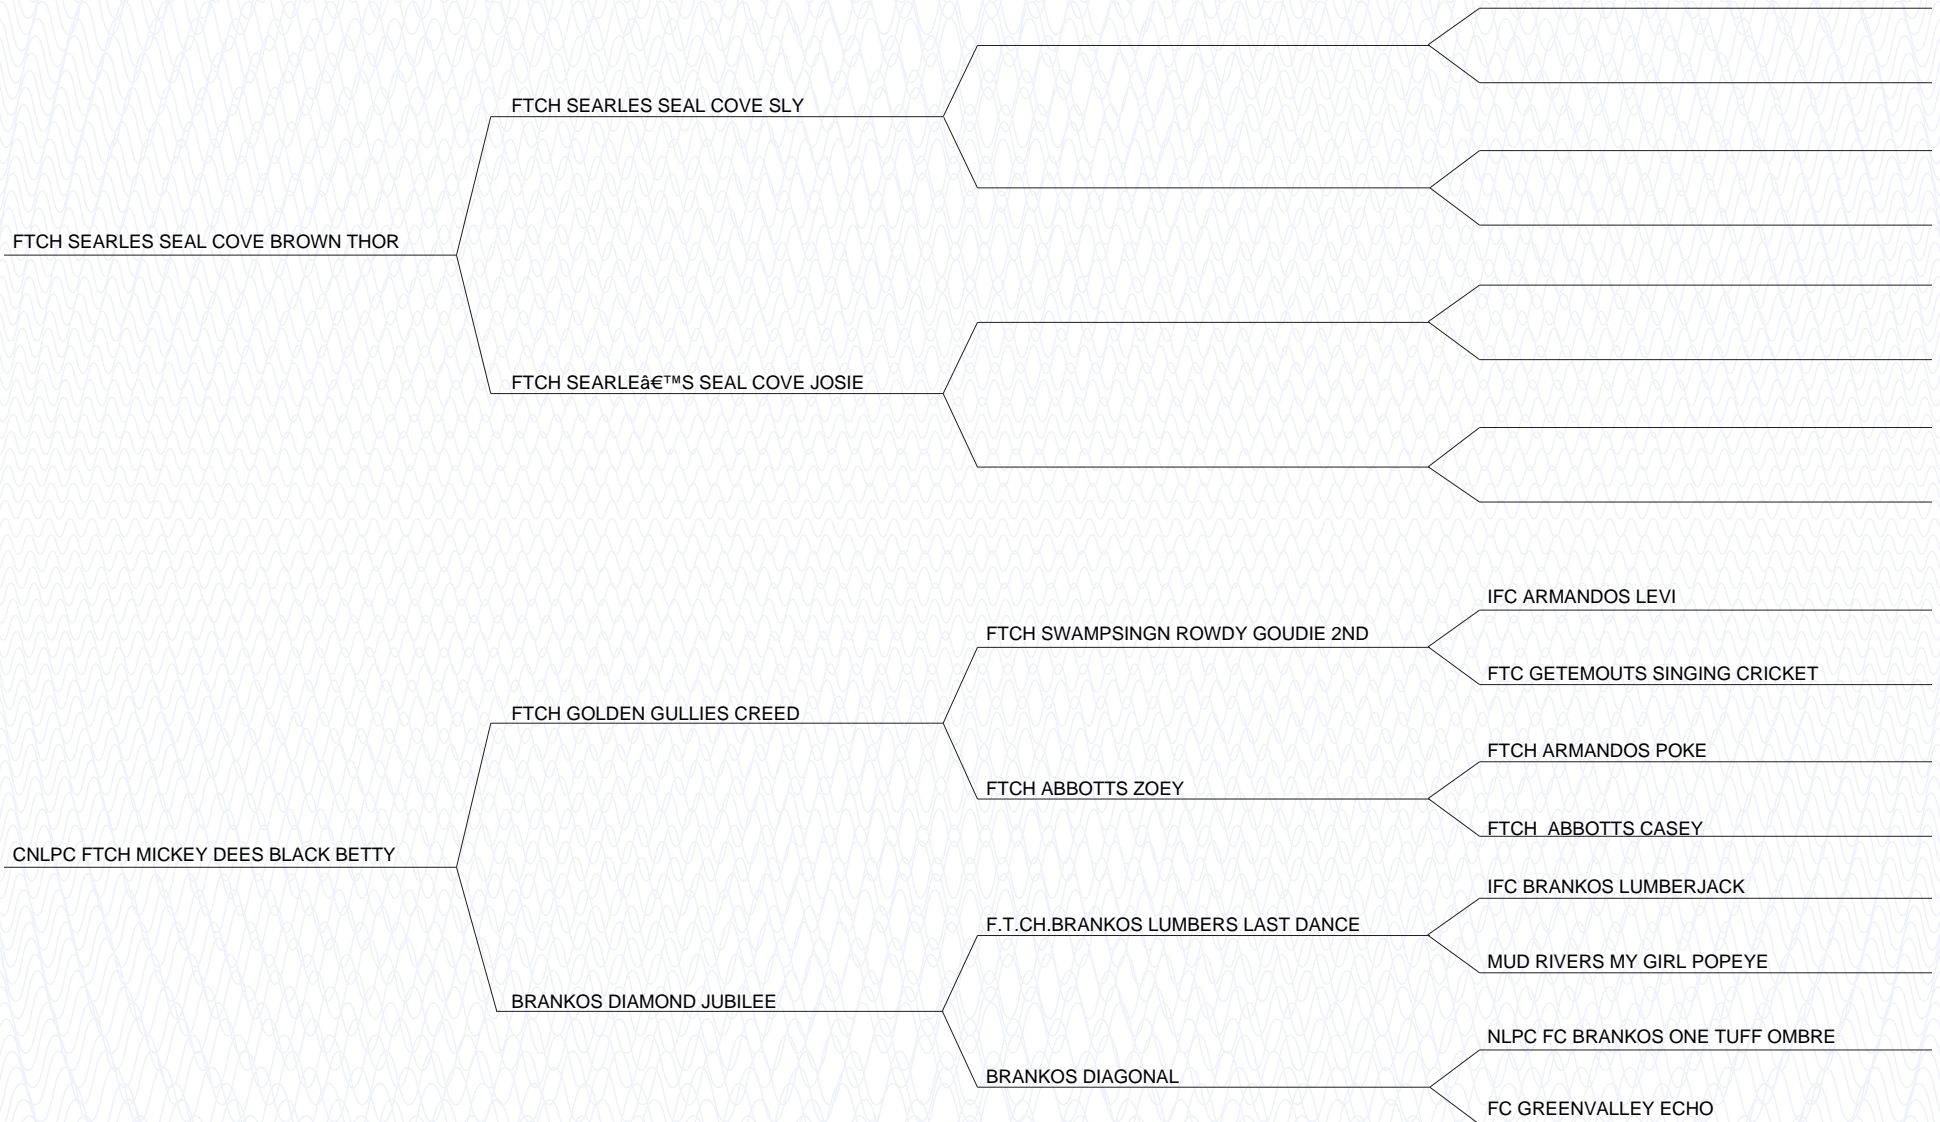 FTCH SEARLES SEAL COVE SLY
FTCH SEARLES SEAL COVE BROWN THOR
FTCH SEARLEâ€™S SEAL COVE JOSIE
IFC ARMANDOS LEVI
FTCH SWAMPSINGN ROWDY GOUDIE 2ND
FTC GETEMOUTS SINGING CRICKET
FTCH GOLDEN GULLIES CREED
FTCH ARMANDOS POKE
FTCH ABBOTTS ZOEY
FTCH  ABBOTTS CASEY
CNLPC FTCH MICKEY DEES BLACK BETTY
IFC BRANKOS LUMBERJACK
F.T.CH.BRANKOS LUMBERS LAST DANCE
MUD RIVERS MY GIRL POPEYE
BRANKOS DIAMOND JUBILEE
NLPC FC BRANKOS ONE TUFF OMBRE
BRANKOS DIAGONAL
FC GREENVALLEY ECHO